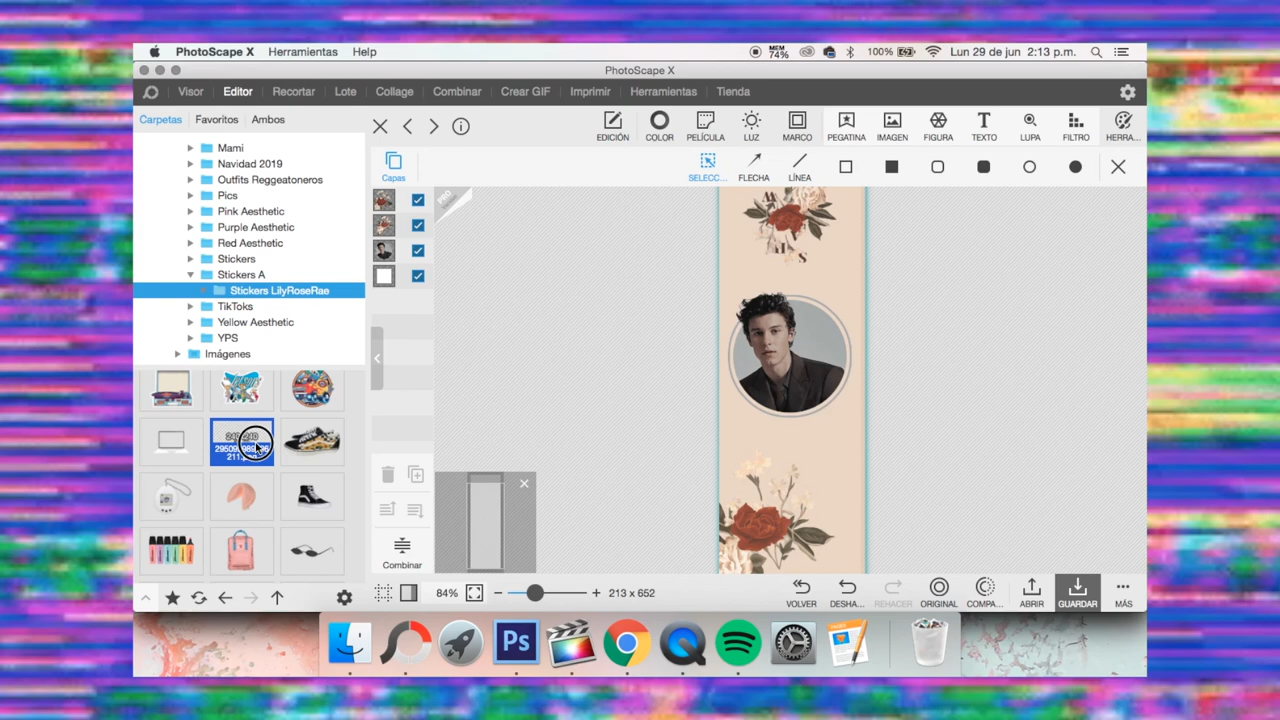 PhotoScape X Herramientas Help
MEM 74% 100% Lun 29 de jun 2:13 p.m.
PhotoScape X
Visor Editor Recortar Lote Collage Combinar Crear GIF Imprimir Herramientas Tienda
Carpetas Favoritos Ambos
EDICIÓN COLOR PELÍCULA LUZ MARCO PEGATINA IMAGEN FIGURA TEXTO LUPA FILTRO HERRA...
Mami
Navidad 2019
Outfits Reggeatoneros
Pics
Pink Aesthetic
Purple Aesthetic
Red Aesthetic
Stickers
Stickers A
Stickers LilyRoseRae
TikToks
Yellow Aesthetic
YPS
Imágenes
Capas
SELECC... FLECHA LÍNEA
PRO
Combinar
84% 213 x 652
VOLVER DESHA... REHACER ORIGINAL COMPA... ABRIR GUARDAR MÁS
Ps